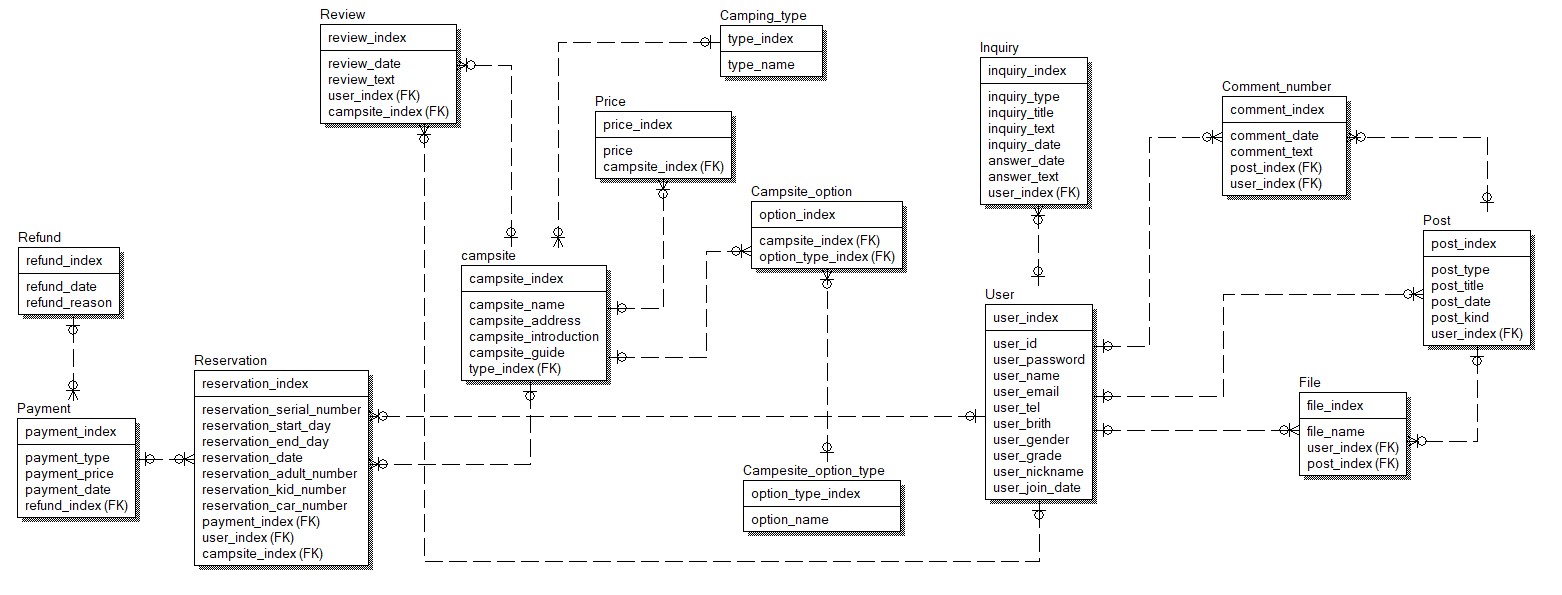 Review
review_index
review_date
review_text
user_index (FK)
campsite_index (FK)
Camping_type
type_index
type_name
Price
price_index
price
campsite_index (FK)
Campsite_option
option_index
campsite_index (FK)
option_type_index (FK)
Inquiry
inquiry_index
inquiry_type
inquiry_title
inquiry_text
inquiry_date
answer_date
answer_text
user_index (FK)
Comment_number
comment_index
comment_date
comment_text
post_index (FK)
user_index (FK)
Refund
refund_index
refund_date
refund_reason
campsite
campsite_index
campsite_name
campsite_address
campsite_introduction
campsite_guide
type_index (FK)
Post
post_index
post_type
post_title
post_date
post_kind
user_index (FK)
User
user_index
user_id
user_password
user_name
user_email
user_tel
user_brith
user_gender
user_grade
user_nickname
user_join_date
Reservation
reservation_index
reservation_serial_number
reservation_start_day
reservation_end_day
reservation_date
reservation_adult_number
reservation_kid_number
reservation_car_number
payment_index (FK)
user_index (FK)
campsite_index (FK)
Payment
payment_index
payment_type
payment_price
payment_date
refund_index (FK)
File
file_index
file_name
user_index (FK)
post_index (FK)
Campesite_option_type
option_type_index
option_name